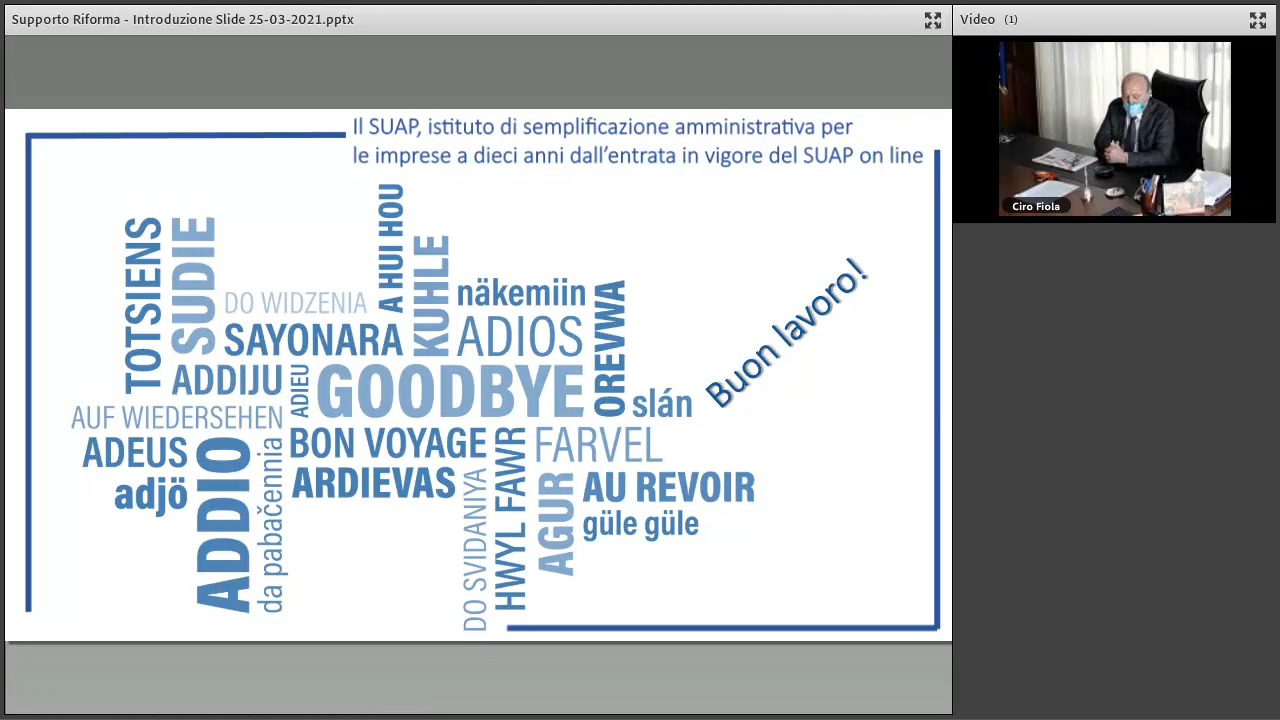 Supporto Riforma - Introduzione Slide 25-03-2021.pptx
Video (1)
Il SUAP, istituto di semplificazione amministrativa per
le imprese a dieci anni dall'entrata in vigore del SUAP on line
TOTSIENS
SUDIE
DO WIDZENIA
A HUI HOU
KUHLE
näkemiin
OREVWA
SAYONARA
ADIOS
ADDIJU
ADIEU
GOODBYE
slán
Buon lavoro!
AUF WIEDERSEHEN
ADEUS
adjö
ADDIO
da pabačennia
BON VOYAGE
ARDIEVAS
DO SVIDANIYA
HWYL FAWR
FARVEL
AGUR
AU REVOIR
güle güle
Ciro Fiola